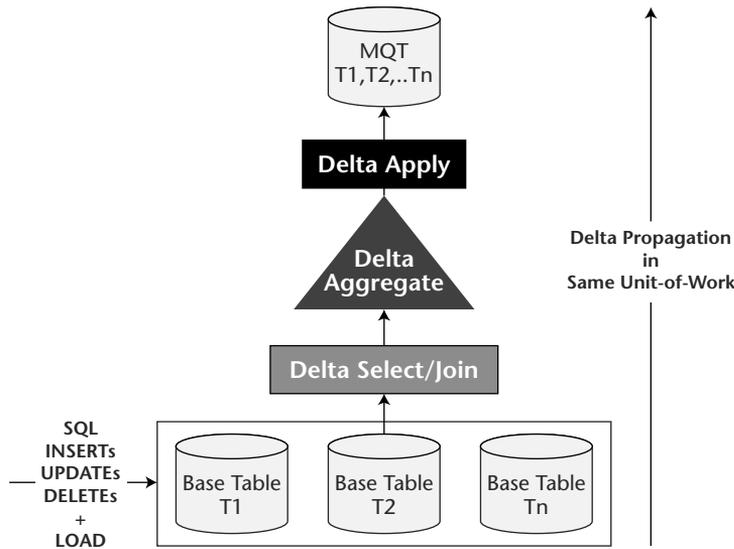 MQT
T1,T2,..Tn
Delta Apply
Delta
Aggregate
Delta Propagation
in
Same Unit-of-Work
Delta Select/Join
SQL
INSERTs
UPDATEs
DELETEs
+
LOAD
Base Table
T1
Base Table
T2
Base Table
Tn